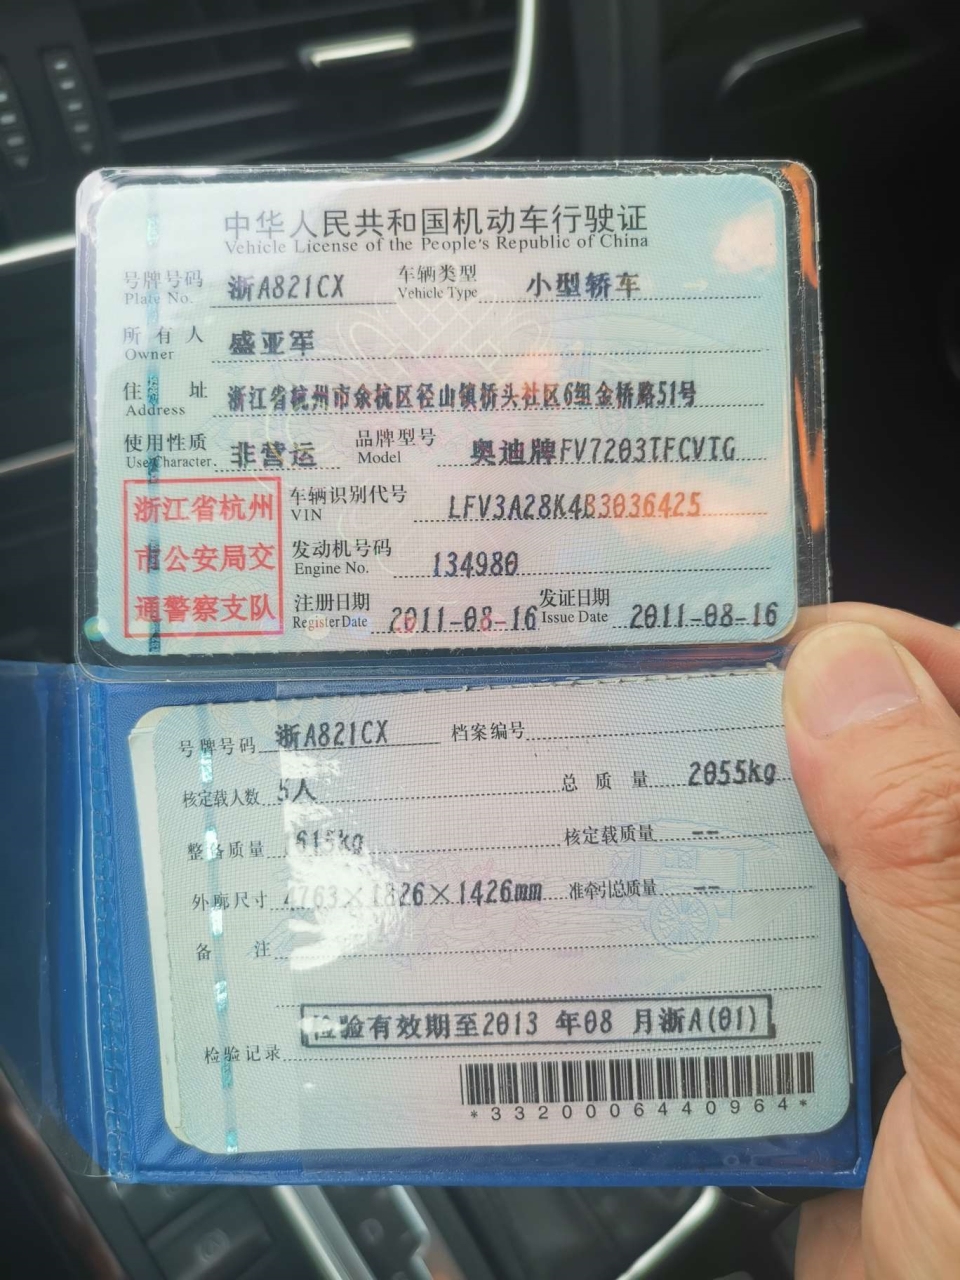 中华人民共和国机动车行驶证
Vehicle License of the People's Republic of China
号牌号码 浙A821CX 车辆类型 小型轿车
Plate No. Vehicle Type
所有人 盛亚军
Owner
住址 浙江省杭州市余杭区径山镇桥头社区6组金桥路51号
Address
使用性质 非营运 品牌型号 奥迪牌FV7203TFCVTG
Use Character Model
浙江省杭州
市公安局交
通警察支队
车辆识别代号 LFV3A28K4B3036425
VIN
发动机号码 134980
Engine No.
注册日期 2011-08-16 发证日期 2011-08-16
Register Date Issue Date
号牌号码 浙A821CX 档案编号
核定载人数 5人 总质量 2055kg
整备质量 1615kg 核定载质量 --
外廓尺寸 4763×1826×1426mm 准牵引总质量 --
备注
检验有效期至2013 年08 月浙A(01)
检验记录
*3320006440964*